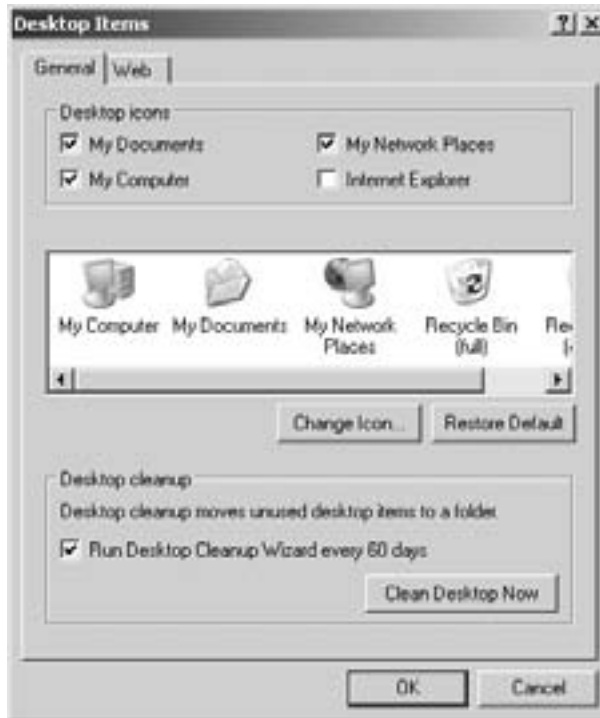 Desktop Items
General Web
Desktop icons
My Documents My Network Places
My Computer Internet Explorer
My Computer My Documents My Network Places Recycle Bin (full)
Change Icon... Restore Default
Desktop cleanup
Desktop cleanup moves unused desktop items to a folder.
Run Desktop Cleanup Wizard every 60 days
Clean Desktop Now
OK Cancel